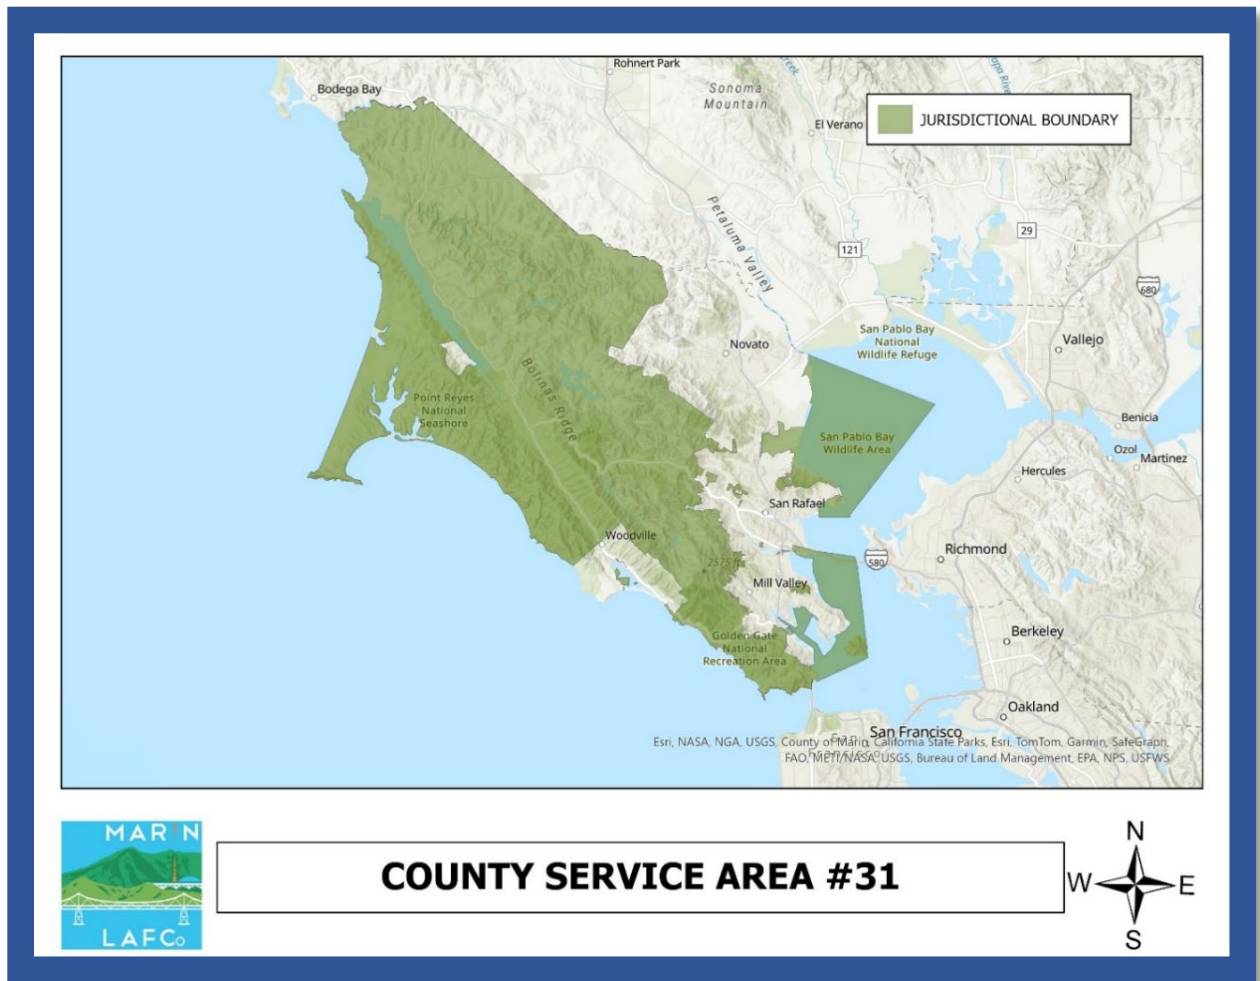 Rohnert Park
Bodega Bay
Sonoma
Mountain
El Verano
JURISDICTIONAL BOUNDARY
Petaluma Valley
121
29
680
San Pablo Bay
National
Wildlife Refuge
Vallejo
Novato
Bolinas Ridge
Point Reyes
National
Seashore
Benicia
San Pablo Bay
Wildlife Area
Ozol
Martinez
Hercules
San Rafael
Woodville
Richmond
580
2575 ft
Mill Valley
Berkeley
Golden Gate
National
Recreation Area
Oakland
San Francisco
Esri, NASA, NGA, USGS, County of Marin, California State Parks, Esri, TomTom, Garmin, SafeGraph,
FAO, METI/NASA, USGS, Bureau of Land Management, EPA, NPS, USFWS
MARIN
LAFCo
COUNTY SERVICE AREA #31
N
W
E
S